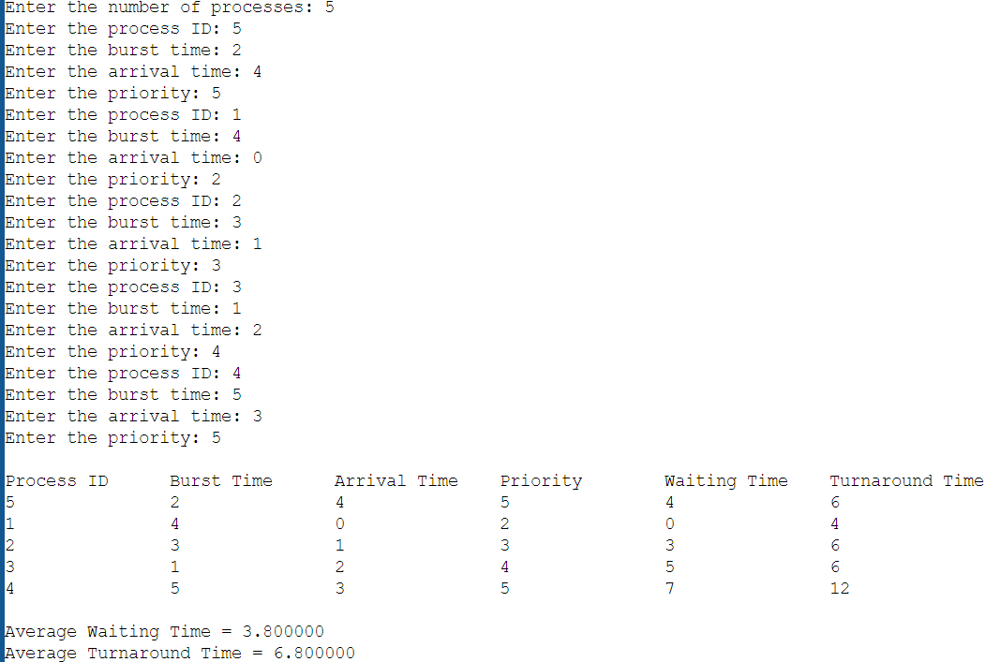 Enter the number of processes: 5
Enter the process ID: 5
Enter the burst time: 2
Enter the arrival time: 4
Enter the priority: 5
Enter the process ID: 1
Enter the burst time: 4
Enter the arrival time: 0
Enter the priority: 2
Enter the process ID: 2
Enter the burst time: 3
Enter the arrival time: 1
Enter the priority: 3
Enter the process ID: 3
Enter the burst time: 1
Enter the arrival time: 2
Enter the priority: 4
Enter the process ID: 4
Enter the burst time: 5
Enter the arrival time: 3
Enter the priority: 5
Process ID Burst Time Arrival Time Priority Waiting Time Turnaround Time
5 2 4 5 4 6
1 4 0 2 0 4
2 3 1 3 3 6
3 1 2 4 5 6
4 5 3 5 7 12
Average Waiting Time = 3.800000
Average Turnaround Time = 6.800000